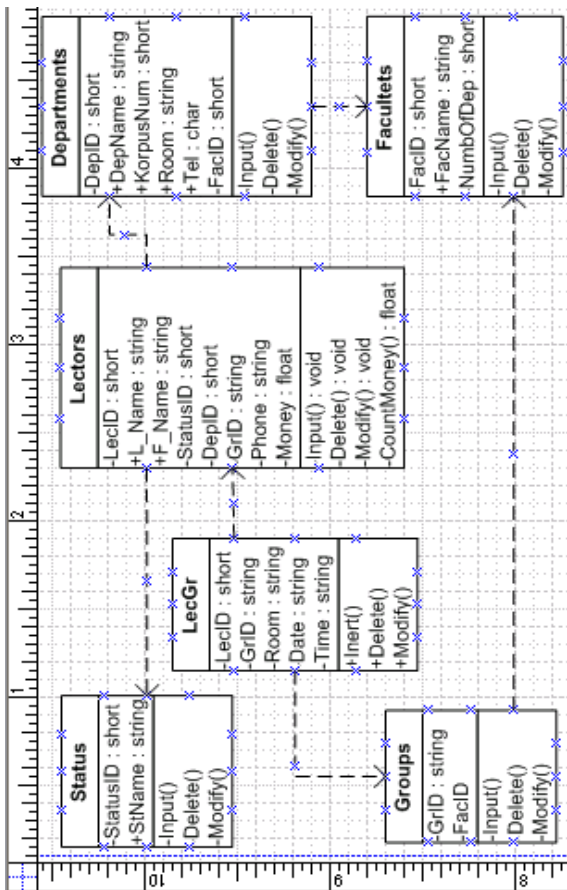 1
2
3
4
10
9
8
Status
-StatusID : short
+StName : string
-Input()
-Delete()
-Modify()
Lectors
-LecID : short
+L_Name : string
+F_Name : string
-StatusID : short
-DepID : short
-GrID : string
-Phone : string
-Money : float
-Input() : void
-Delete() : void
-Modify() : void
-CountMoney() : float
Departments
-DepID : short
+DepName : string
+KorpusNum : short
+Room : string
+Tel : char
-FacID : short
-Input()
-Delete()
-Modify()
LecGr
-LecID : short
-GrID : string
-Room : string
-Date : string
-Time : string
+Inert()
+Delete()
+Modify()
Groups
-GrID : string
-FacID
-Input()
-Delete()
-Modify()
Facultets
-FacID : short
+FacName : string
-NumbOfDep : short
-Input()
-Delete()
-Modify()